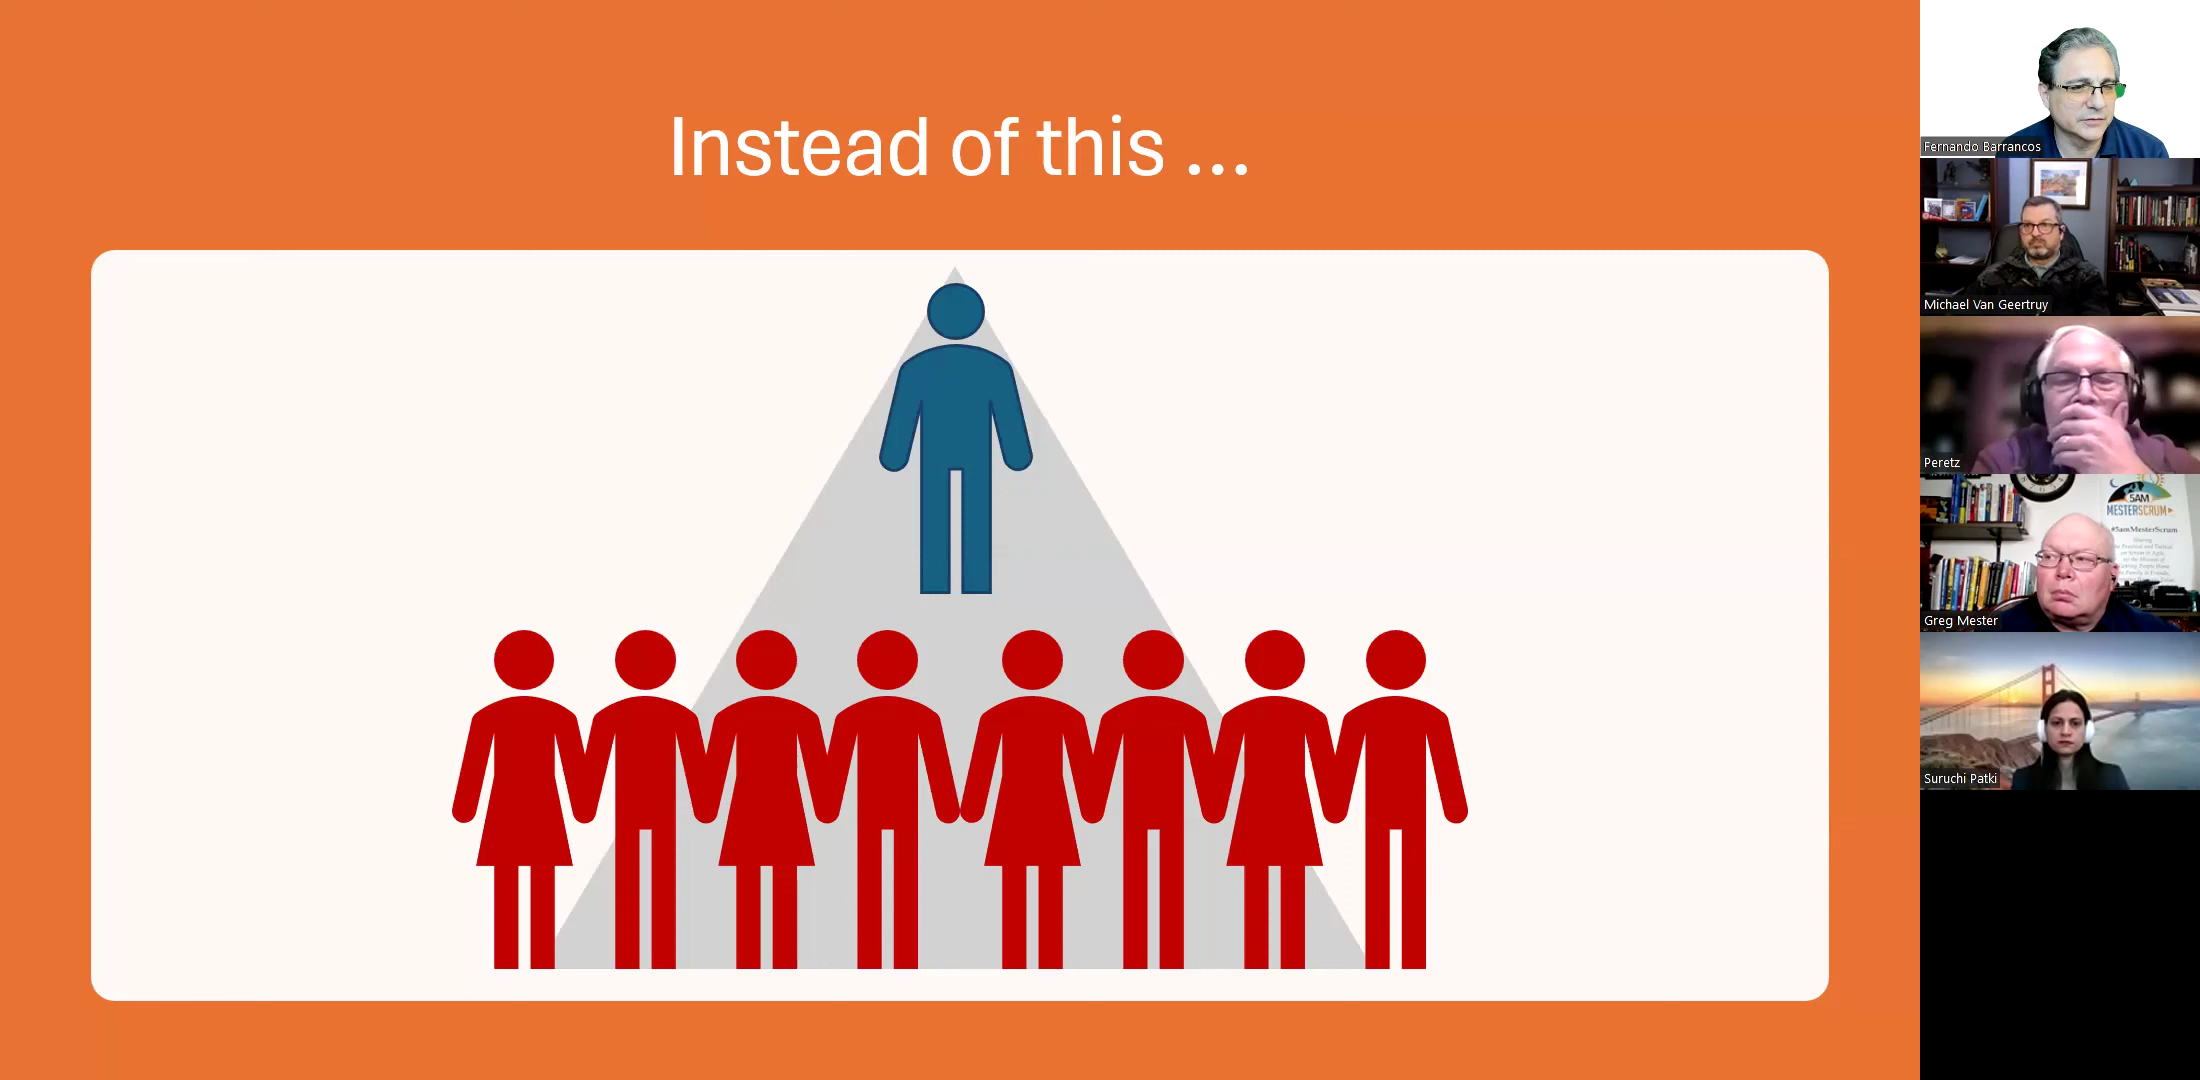 Instead of this ...
Fernando Barrancos
Michael Van Geertruy
Peretz
5AM
MESTERSCRUM
#5amMesterScrum
Greg Mester
Suruchi Patki